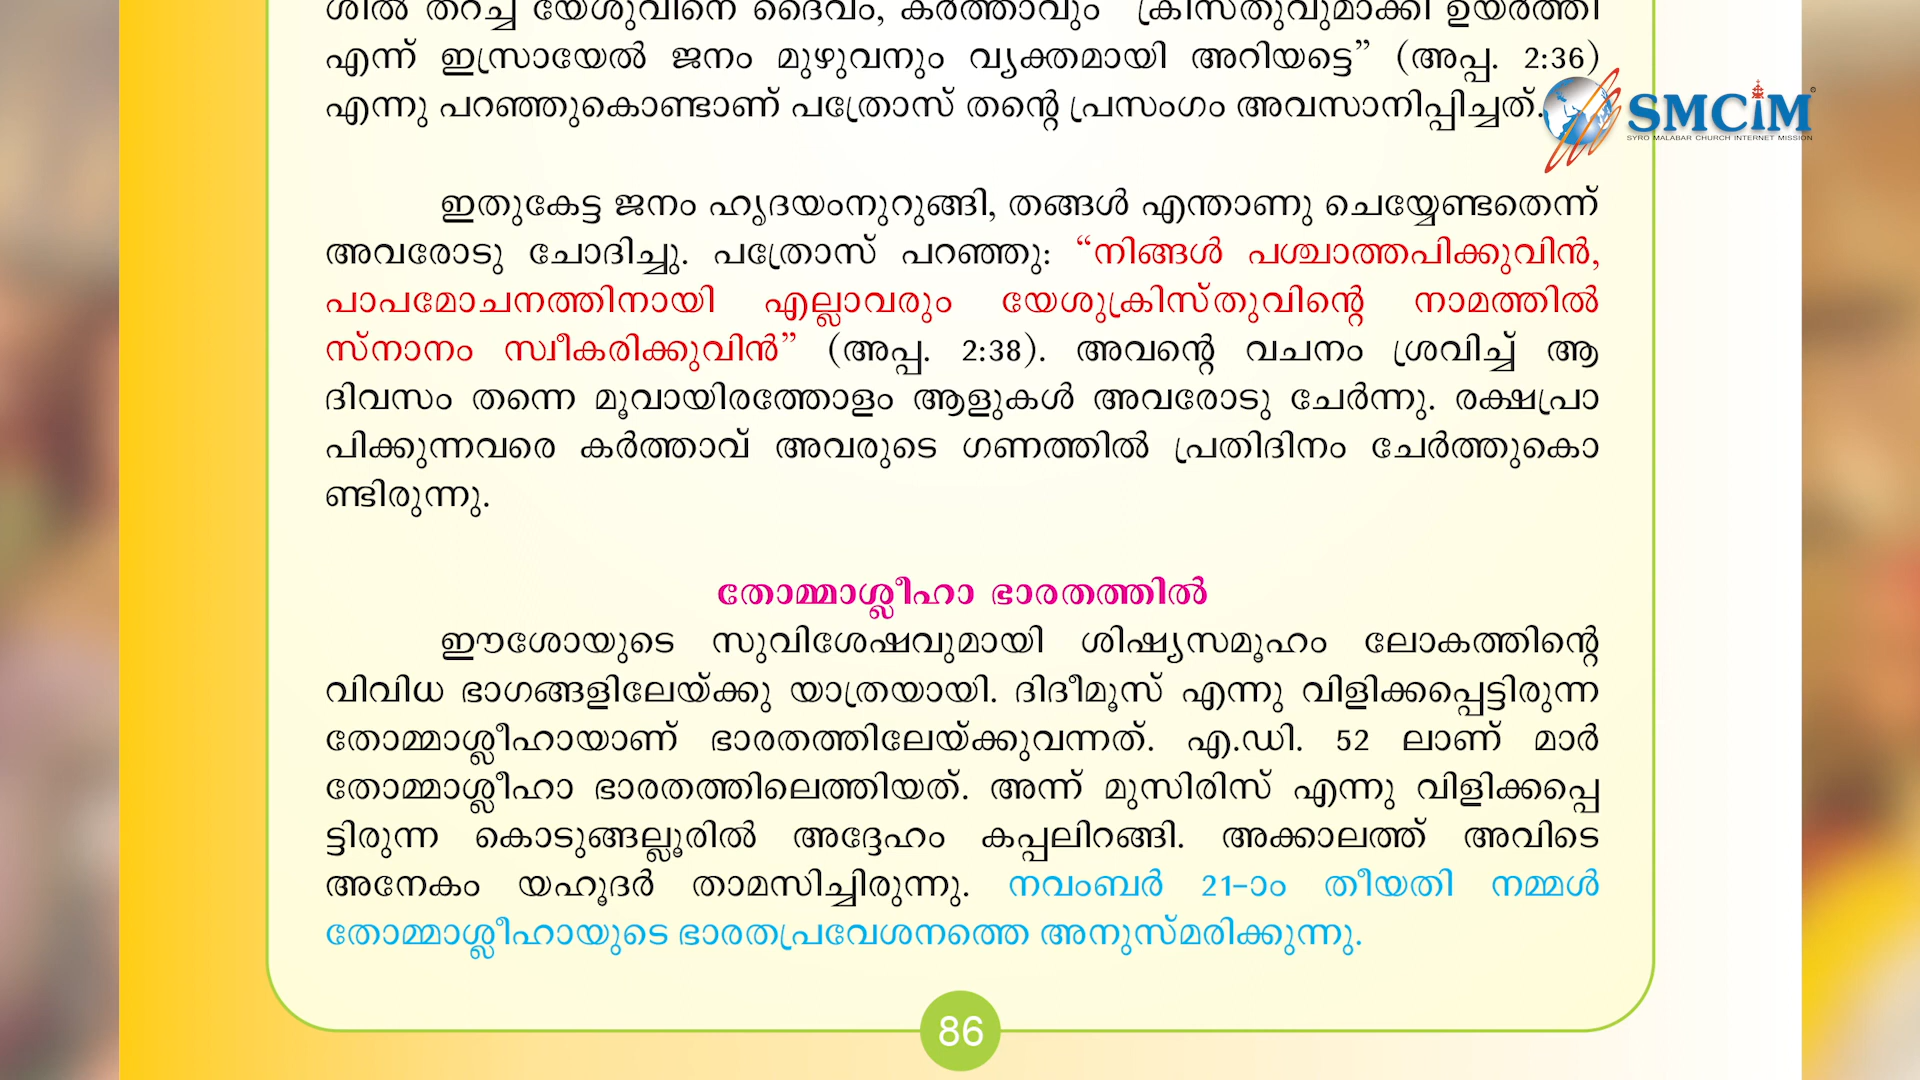 ശിൽ തറച്ച യേശുവിനെ ദൈവം, കർത്താവും ക്രിസ്തുവുമാക്കി ഉയർത്തി
എന്ന് ഇസ്രായേൽ ജനം മുഴുവനും വ്യക്തമായി അറിയട്ടെ” (അപ്പ. 2:36)
എന്നു പറഞ്ഞുകൊണ്ടാണ് പത്രോസ് തന്റെ പ്രസംഗം അവസാനിപ്പിച്ചത്.
SMCIM
SYRO MALABAR CHURCH INTERNET MISSION
ഇതുകേട്ട ജനം ഹൃദയംനുറുങ്ങി, തങ്ങൾ എന്താണു ചെയ്യേണ്ടതെന്ന്
അവരോടു ചോദിച്ചു. പത്രോസ് പറഞ്ഞു: “നിങ്ങൾ പശ്ചാത്തപിക്കുവിൻ,
പാപമോചനത്തിനായി എല്ലാവരും യേശുക്രിസ്തുവിന്റെ നാമത്തിൽ
സ്നാനം സ്വീകരിക്കുവിൻ” (അപ്പ. 2:38). അവന്റെ വചനം ശ്രവിച്ച് ആ
ദിവസം തന്നെ മൂവായിരത്തോളം ആളുകൾ അവരോടു ചേർന്നു. രക്ഷപ്രാ
പിക്കുന്നവരെ കർത്താവ് അവരുടെ ഗണത്തിൽ പ്രതിദിനം ചേർത്തുകൊ
ണ്ടിരുന്നു.
തോമ്മാശ്ലീഹാ ഭാരതത്തിൽ
ഈശോയുടെ സുവിശേഷവുമായി ശിഷ്യസമൂഹം ലോകത്തിന്റെ
വിവിധ ഭാഗങ്ങളിലേയ്ക്കു യാത്രയായി. ദിദീമൂസ് എന്നു വിളിക്കപ്പെട്ടിരുന്ന
തോമ്മാശ്ലീഹായാണ് ഭാരതത്തിലേയ്ക്കുവന്നത്. എ.ഡി. 52 ലാണ് മാർ
തോമ്മാശ്ലീഹാ ഭാരതത്തിലെത്തിയത്. അന്ന് മുസിരിസ് എന്നു വിളിക്കപ്പെ
ട്ടിരുന്ന കൊടുങ്ങല്ലൂരിൽ അദ്ദേഹം കപ്പലിറങ്ങി. അക്കാലത്ത് അവിടെ
അനേകം യഹൂദർ താമസിച്ചിരുന്നു. നവംബർ 21-ാം തീയതി നമ്മൾ
തോമ്മാശ്ലീഹായുടെ ഭാരതപ്രവേശനത്തെ അനുസ്മരിക്കുന്നു.
86